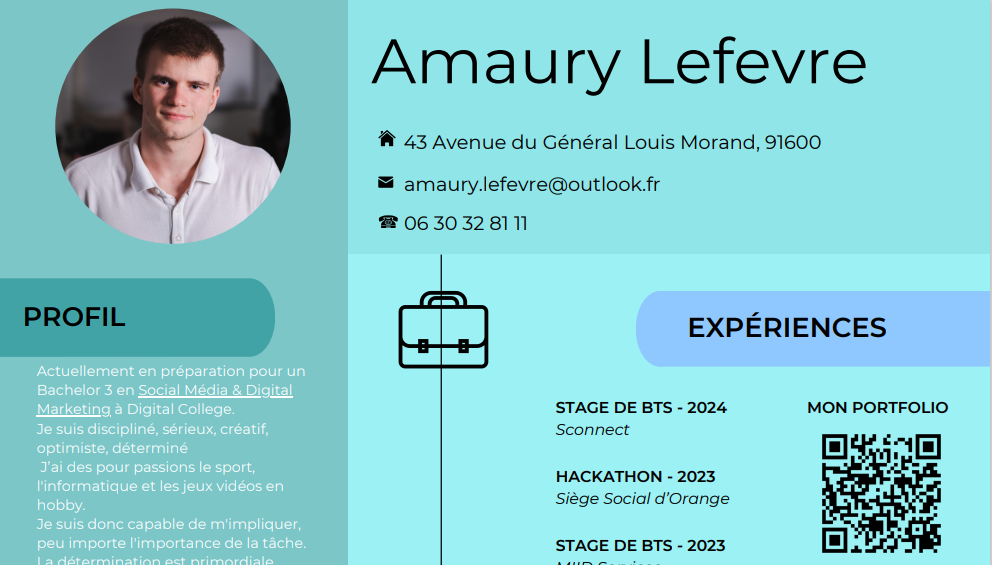 Amaury Lefevre
43 Avenue du Général Louis Morand, 91600
amaury.lefevre@outlook.fr
06 30 32 81 11
PROFIL
Actuellement en préparation pour un
Bachelor 3 en Social Média & Digital
Marketing à Digital College.
Je suis discipliné, sérieux, créatif,
optimiste, déterminé
J'ai des pour passions le sport,
l'informatique et les jeux vidéos en
hobby.
Je suis donc capable de m'impliquer,
peu importe l'importance de la tâche.
La détermination est primordiale
EXPÉRIENCES
STAGE DE BTS - 2024
Sconnect
HACKATHON - 2023
Siège Social d'Orange
STAGE DE BTS - 2023
MON PORTFOLIO